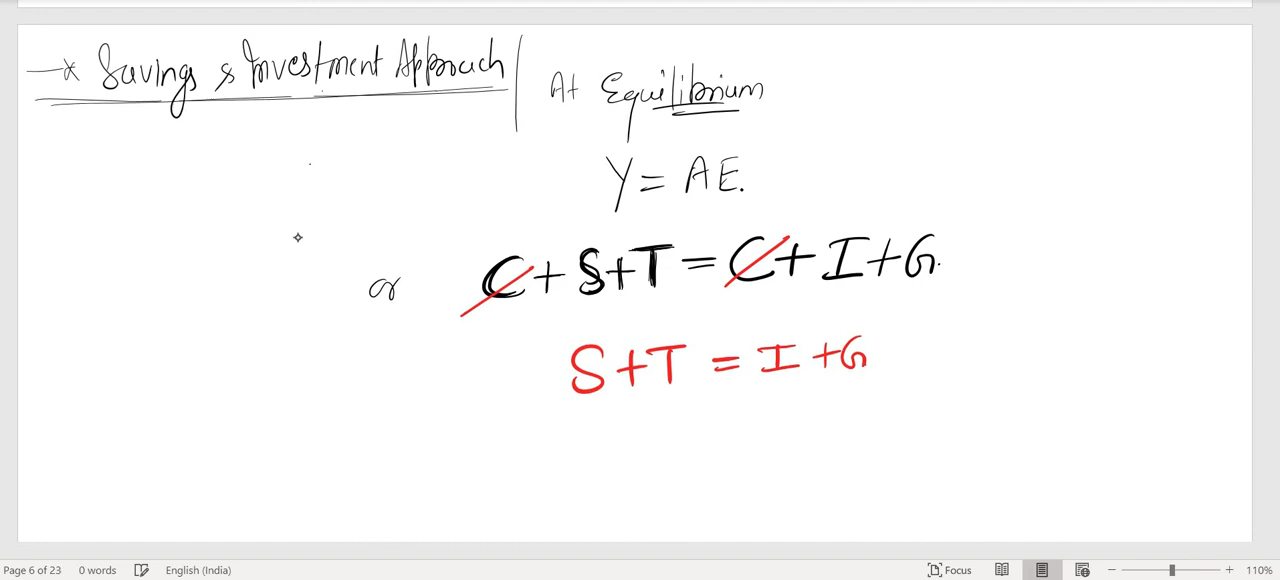 Savings & Investment Approach
At Equilibrium
Y = AE.
or C + S+T = C + I+G.
S+T = I+G
Page 6 of 23 0 words English (India) Focus 110%